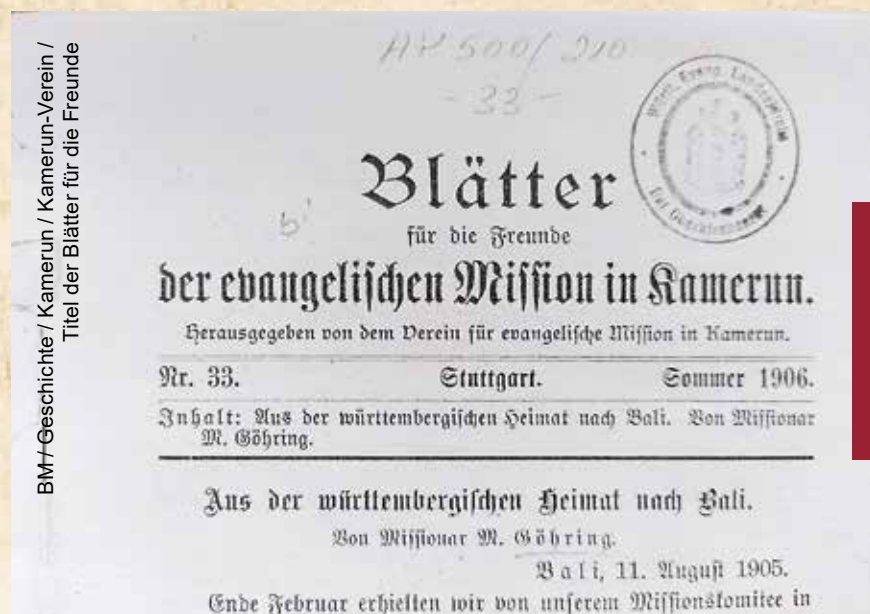 BM / Geschichte / Kamerun / Kamerun-Verein /
Titel der Blätter für die Freunde
- 33 -
Blätter
für die Freunde
der evangelischen Mission in Kamerun.
Herausgegeben von dem Verein für evangelische Mission in Kamerun.
Nr. 33. Stuttgart. Sommer 1906.
Inhalt: Aus der württembergischen Heimat nach Bali. Von Missionar
M. Göhring.
Aus der württembergischen Heimat nach Bali.
Von Missionar M. Göhring.
Bali, 11. August 1905.
Ende Februar erhielten wir von unserem Missionskomitee in